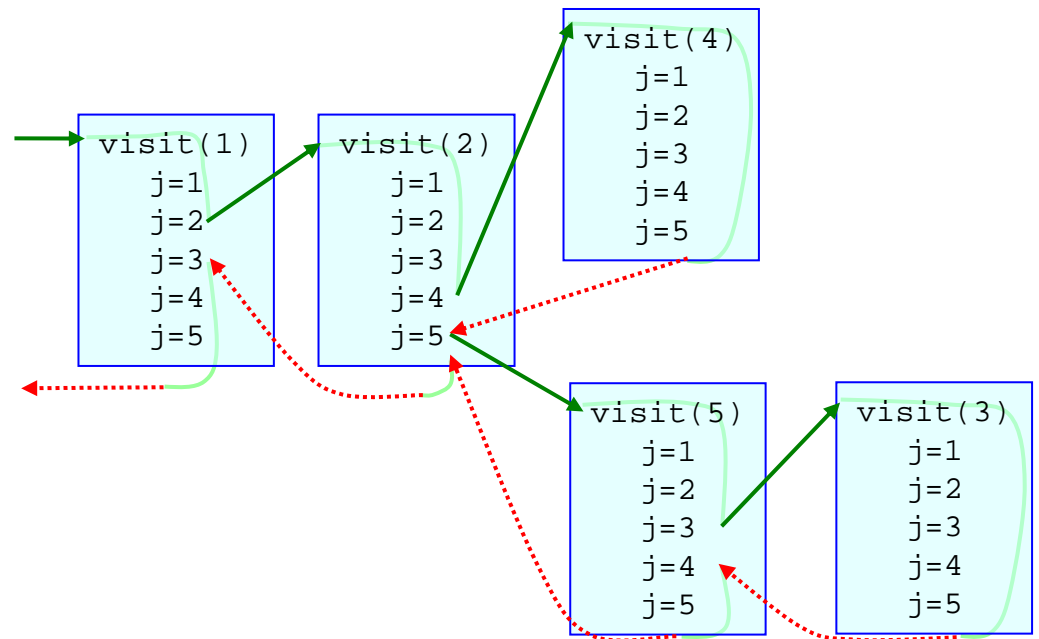 visit(1)
j=1
j=2
j=3
j=4
j=5
visit(2)
j=1
j=2
j=3
j=4
j=5
visit(4)
j=1
j=2
j=3
j=4
j=5
visit(5)
j=1
j=2
j=3
j=4
j=5
visit(3)
j=1
j=2
j=3
j=4
j=5